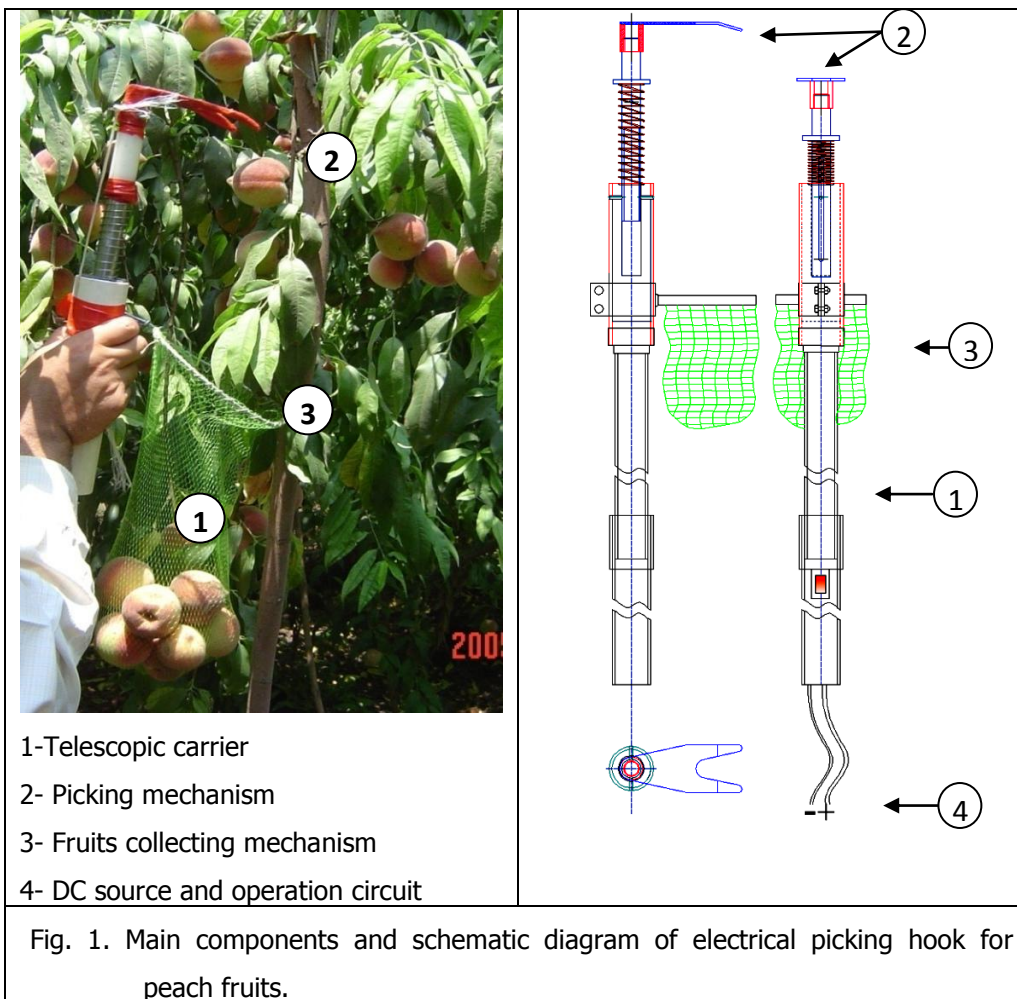 2
3
1
1-Telescopic carrier
2- Picking mechanism
3- Fruits collecting mechanism
4- DC source and operation circuit
2
3
1
4
- +
Fig. 1. Main components and schematic diagram of electrical picking hook for
peach fruits.